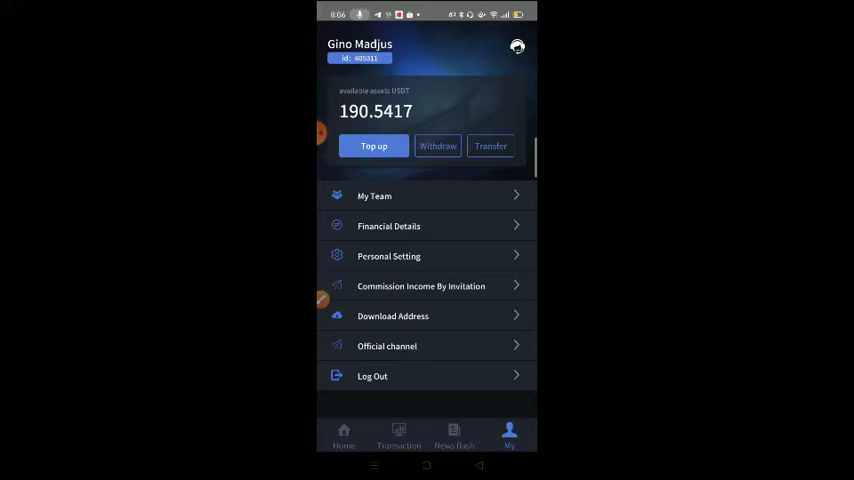 8:06
Gino Madjus
id: 605311
available assets USDT
190.5417
Top up
Withdraw
Transfer
My Team
Financial Details
Personal Setting
Commission Income By Invitation
Download Address
Official channel
Log Out
Home
Transaction
News flash
My